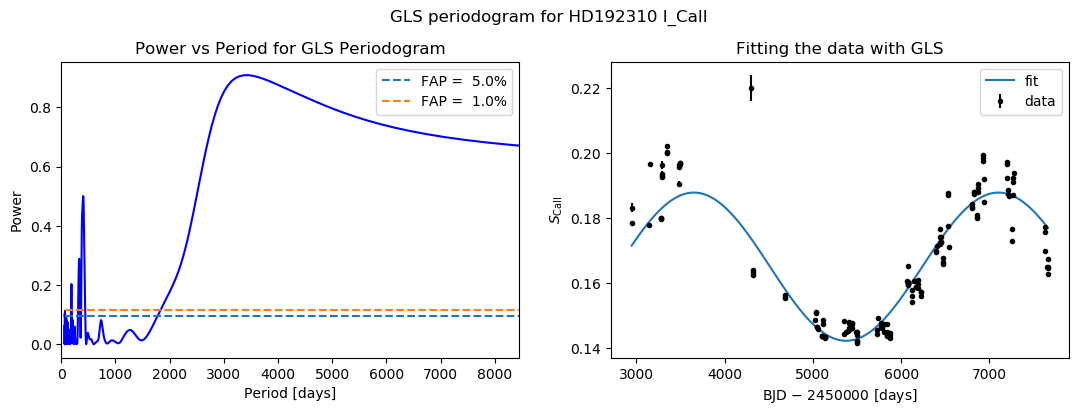 GLS periodogram for HD192310 I_CaII
Power vs Period for GLS Periodogram
Power
0.8
0.6
0.4
0.2
0.0
0 1000 2000 3000 4000 5000 6000 7000 8000
Period [days]
FAP = 5.0%
FAP = 1.0%
Fitting the data with GLS
S_CaII
0.22
0.20
0.18
0.16
0.14
3000 4000 5000 6000 7000
BJD − 2450000 [days]
fit
data